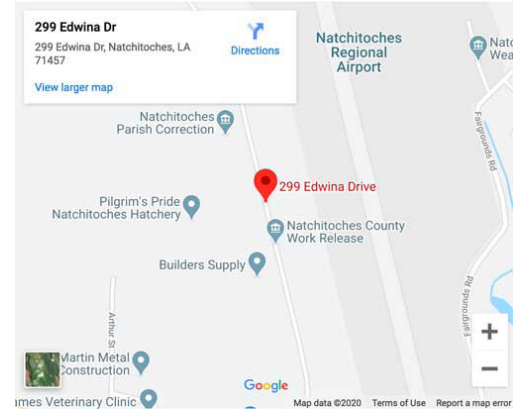 299 Edwina Dr
299 Edwina Dr, Natchitoches, LA
71457
Directions
View larger map
Natchitoches
Regional
Airport
Fairgrounds Rd
Natchitoches
Parish Correction
299 Edwina Drive
Pilgrim's Pride
Natchitoches Hatchery
Natchitoches County
Work Release
Builders Supply
Arthur St
Fairgrounds Rd
Martin Metal
Construction
ames Veterinary Clinic
+
−
Google
Map data ©2020 Terms of Use Report a map error